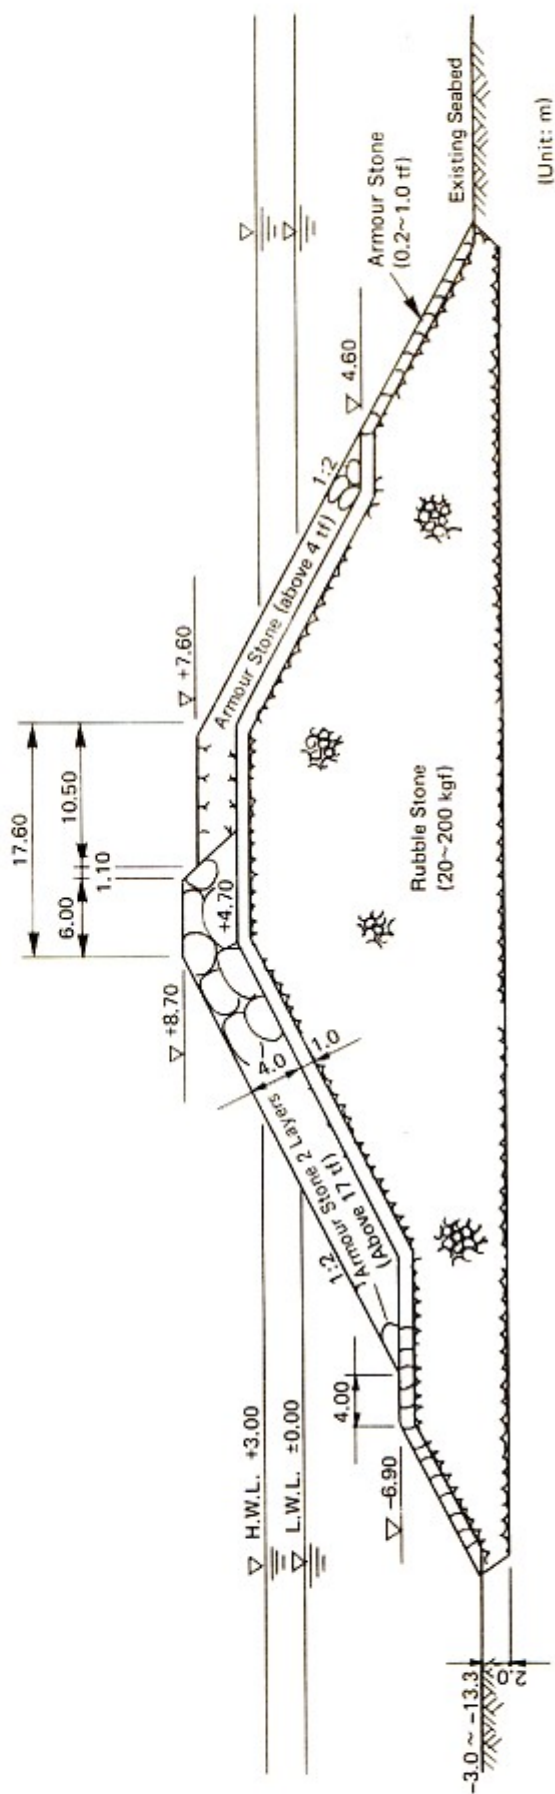 17.60
6.00
1.10
10.50
▽ +8.70
▽ +7.60
+4.70
▽ H.W.L. +3.00
▽ L.W.L. ±0.00
Armour Stone 2 Layers
(Above 17 tf)
1:2
4.0
1.0
Armour Stone (above 4 tf)
1:2
▽ 4.60
Armour Stone
(0.2~1.0 tf)
4.00
▽ -6.90
Rubble Stone
(20~200 kgf)
Existing Seabed
-3.0 ~ -13.3
2.0
(Unit: m)